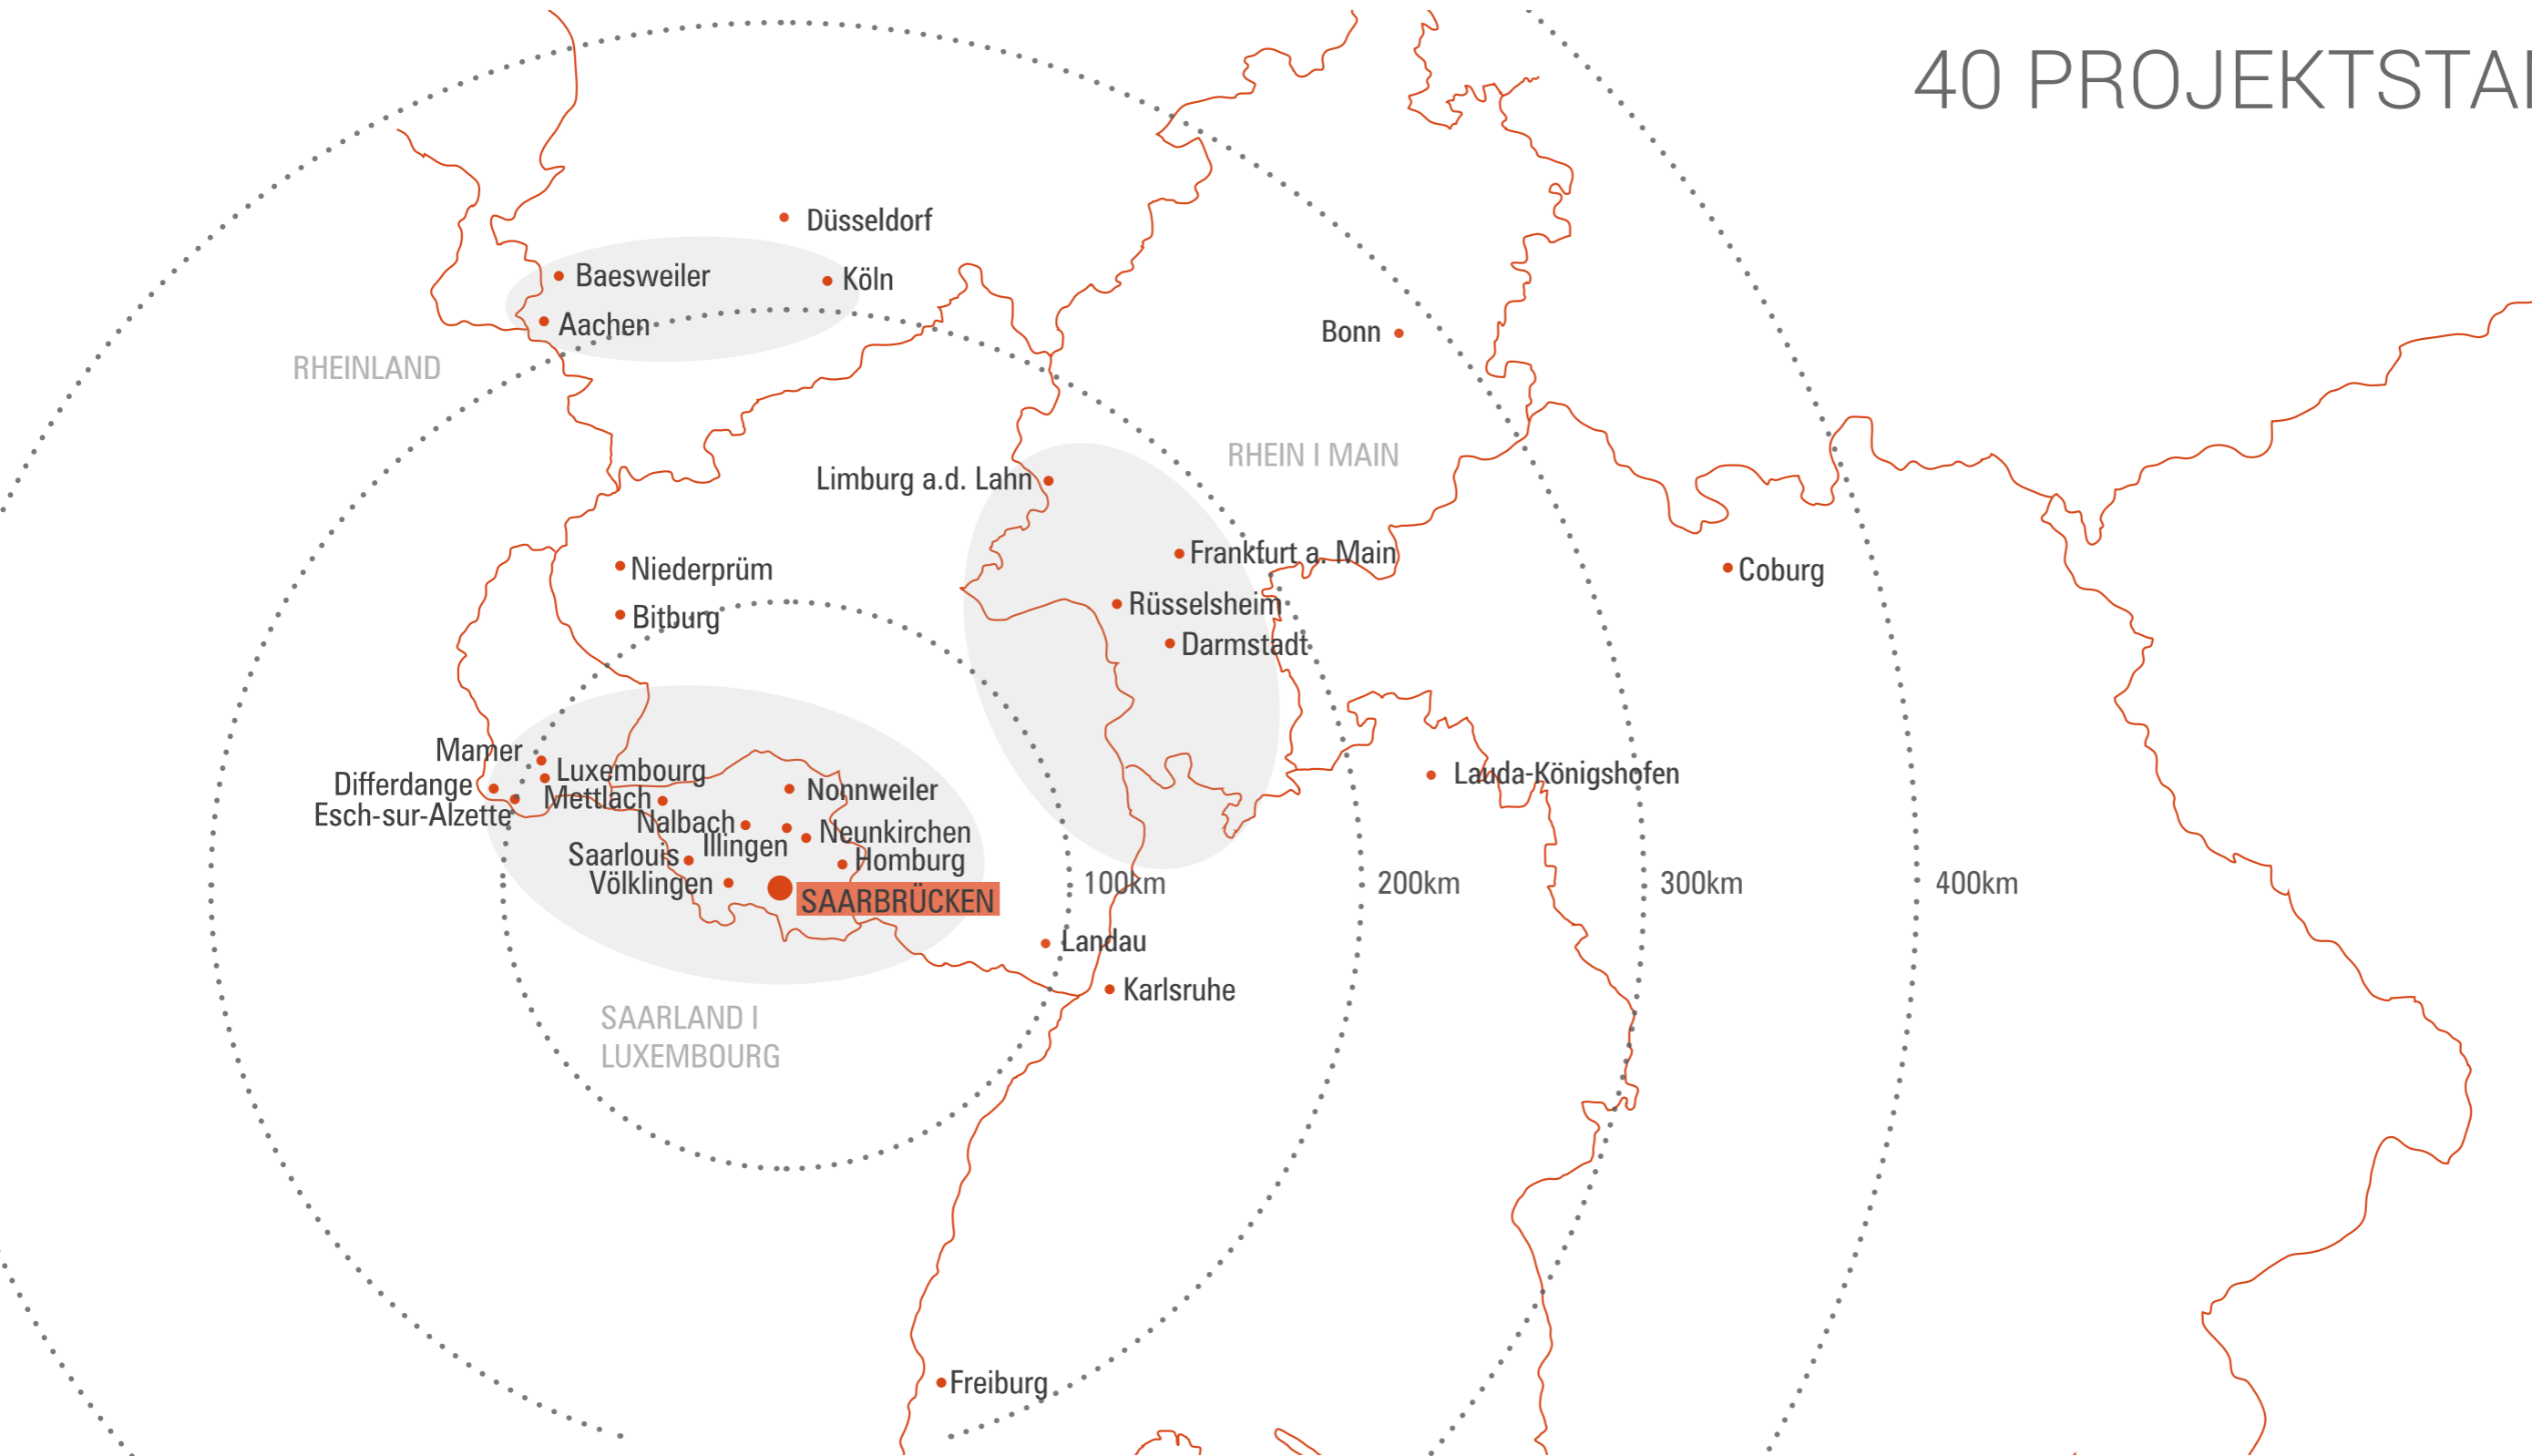 40 PROJEKTSTA
Düsseldorf
Baesweiler
Köln
Aachen
Bonn
RHEINLAND
RHEIN I MAIN
Limburg a.d. Lahn
Frankfurt a. Main
Niederprüm
Coburg
Rüsselsheim
Bitburg
Darmstadt
Mamer
Luxembourg
Lauda-Königshofen
Differdange
Nonnweiler
Mettlach
Esch-sur-Alzette
Nalbach
Neunkirchen
Illingen
Saarlouis
Homburg
Völklingen
100km
200km
300km
400km
SAARBRÜCKEN
Landau
Karlsruhe
SAARLAND I
LUXEMBOURG
Freiburg